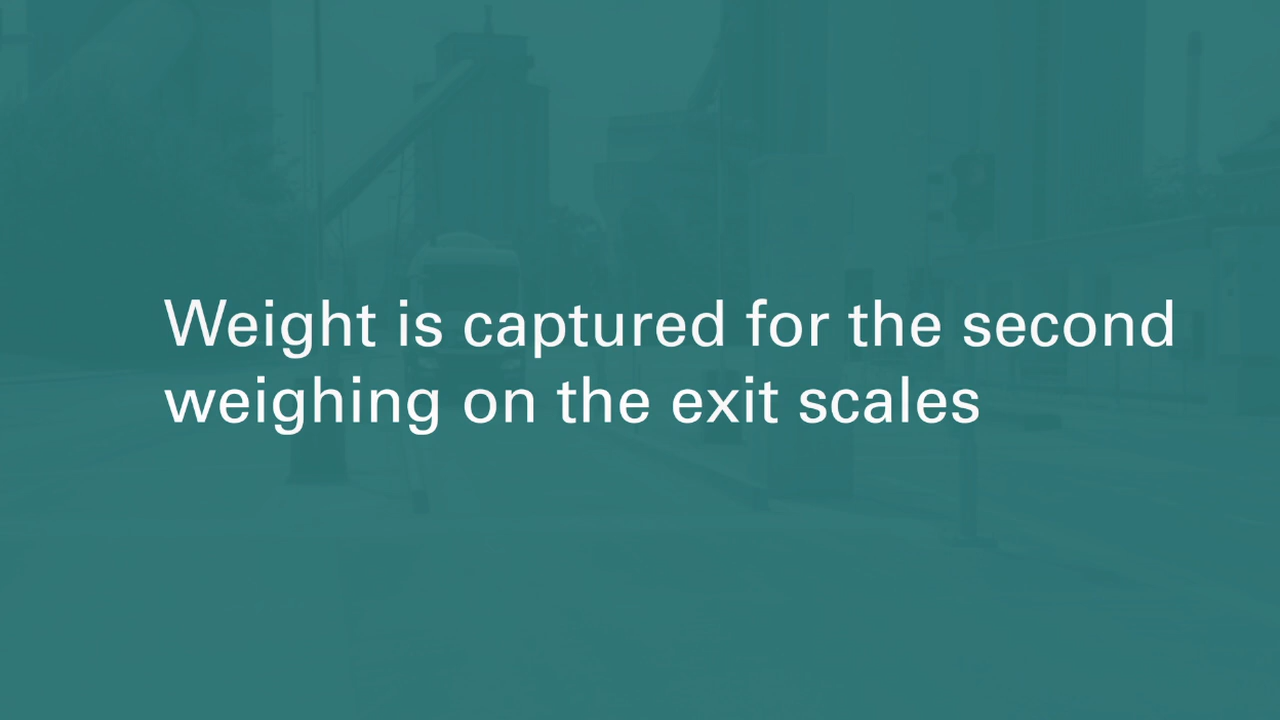 Weight is captured for the second
weighing on the exit scales